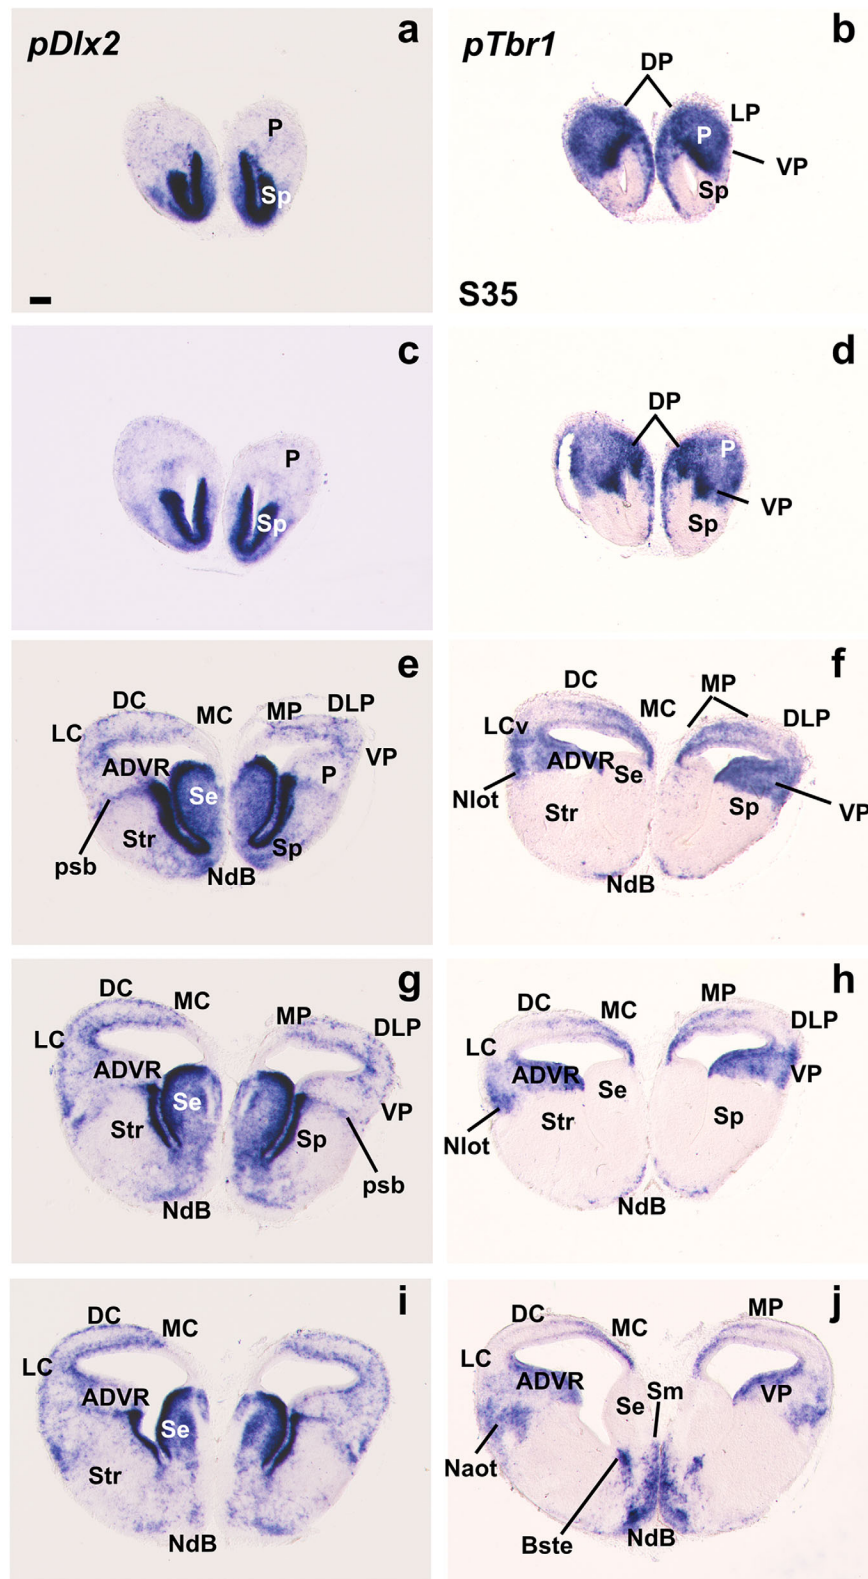 pDlx2
a
P
Sp
pTbr1
b
DP
LP
P
VP
Sp
S35
c
P
Sp
d
DP
P
VP
Sp
e
DC
MC
MP
DLP
LC
VP
ADVR
P
Se
Str
Sp
psb
NdB
f
MP
DC
MC
DLP
LCv
ADVR
Se
Nlot
Str
Sp
VP
NdB
g
DC
MC
MP
DLP
LC
ADVR
Se
VP
Str
Sp
psb
NdB
h
DC
MC
MP
DLP
LC
ADVR
VP
Se
Str
Sp
Nlot
NdB
i
DC
MC
LC
ADVR
Se
Str
NdB
j
MP
DC
MC
LC
ADVR
Se
Sm
VP
Naot
Bste
NdB